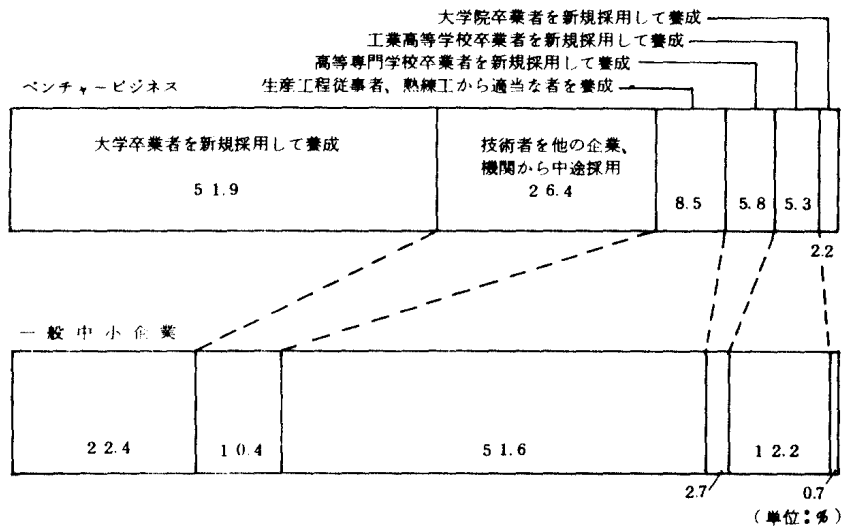 大学院卒業者を新規採用して養成
工業高等学校卒業者を新規採用して養成
高等専門学校卒業者を新規採用して養成
ベンチャービジネス
生産工程従事者、熟練工から適当な者を養成
大学卒業者を新規採用して養成
51.9
技術者を他の企業、
機関から中途採用
26.4
8.5
5.8
5.3
2.2
一般中小企業
22.4
10.4
51.6
2.7
12.2
0.7
(単位:%)